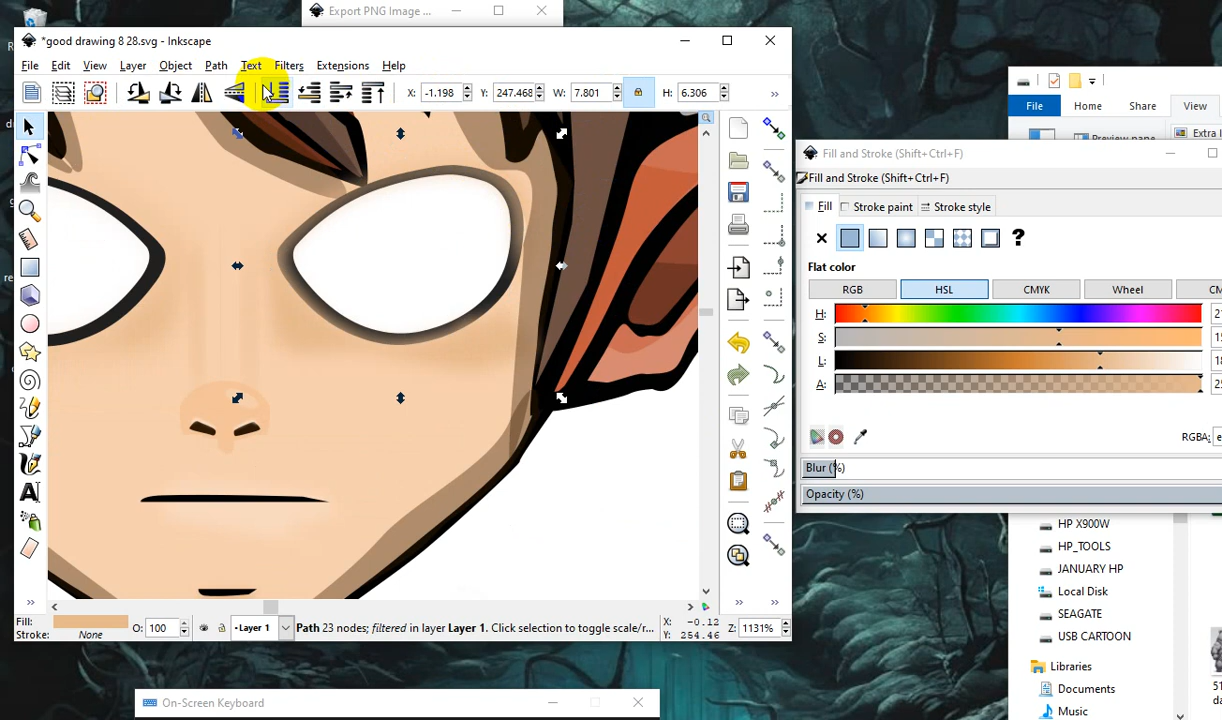 Export PNG Image ...
*good drawing 8 28.svg - Inkscape
File Edit View Layer Object Path Text Filters Extensions Help
X: -1.198 Y: 247.468 W: 7.801 H: 6.306
File Home Share View
Preview pane
Extra l
Fill and Stroke (Shift+Ctrl+F)
Fill and Stroke (Shift+Ctrl+F)
Fill Stroke paint Stroke style
?
Flat color
RGB HSL CMYK Wheel CM
H:
S:
L:
A:
RGBA: e
Blur (%)
Opacity (%)
HP X900W
HP_TOOLS
JANUARY HP
Local Disk
SEAGATE
USB CARTOON
Libraries
Documents
Music
Fill:
Stroke: None
O: 100
Layer 1
Path 23 nodes; filtered in layer Layer 1. Click selection to toggle scale/r...
X: -0.12
Y: 254.46
Z: 1131%
On-Screen Keyboard